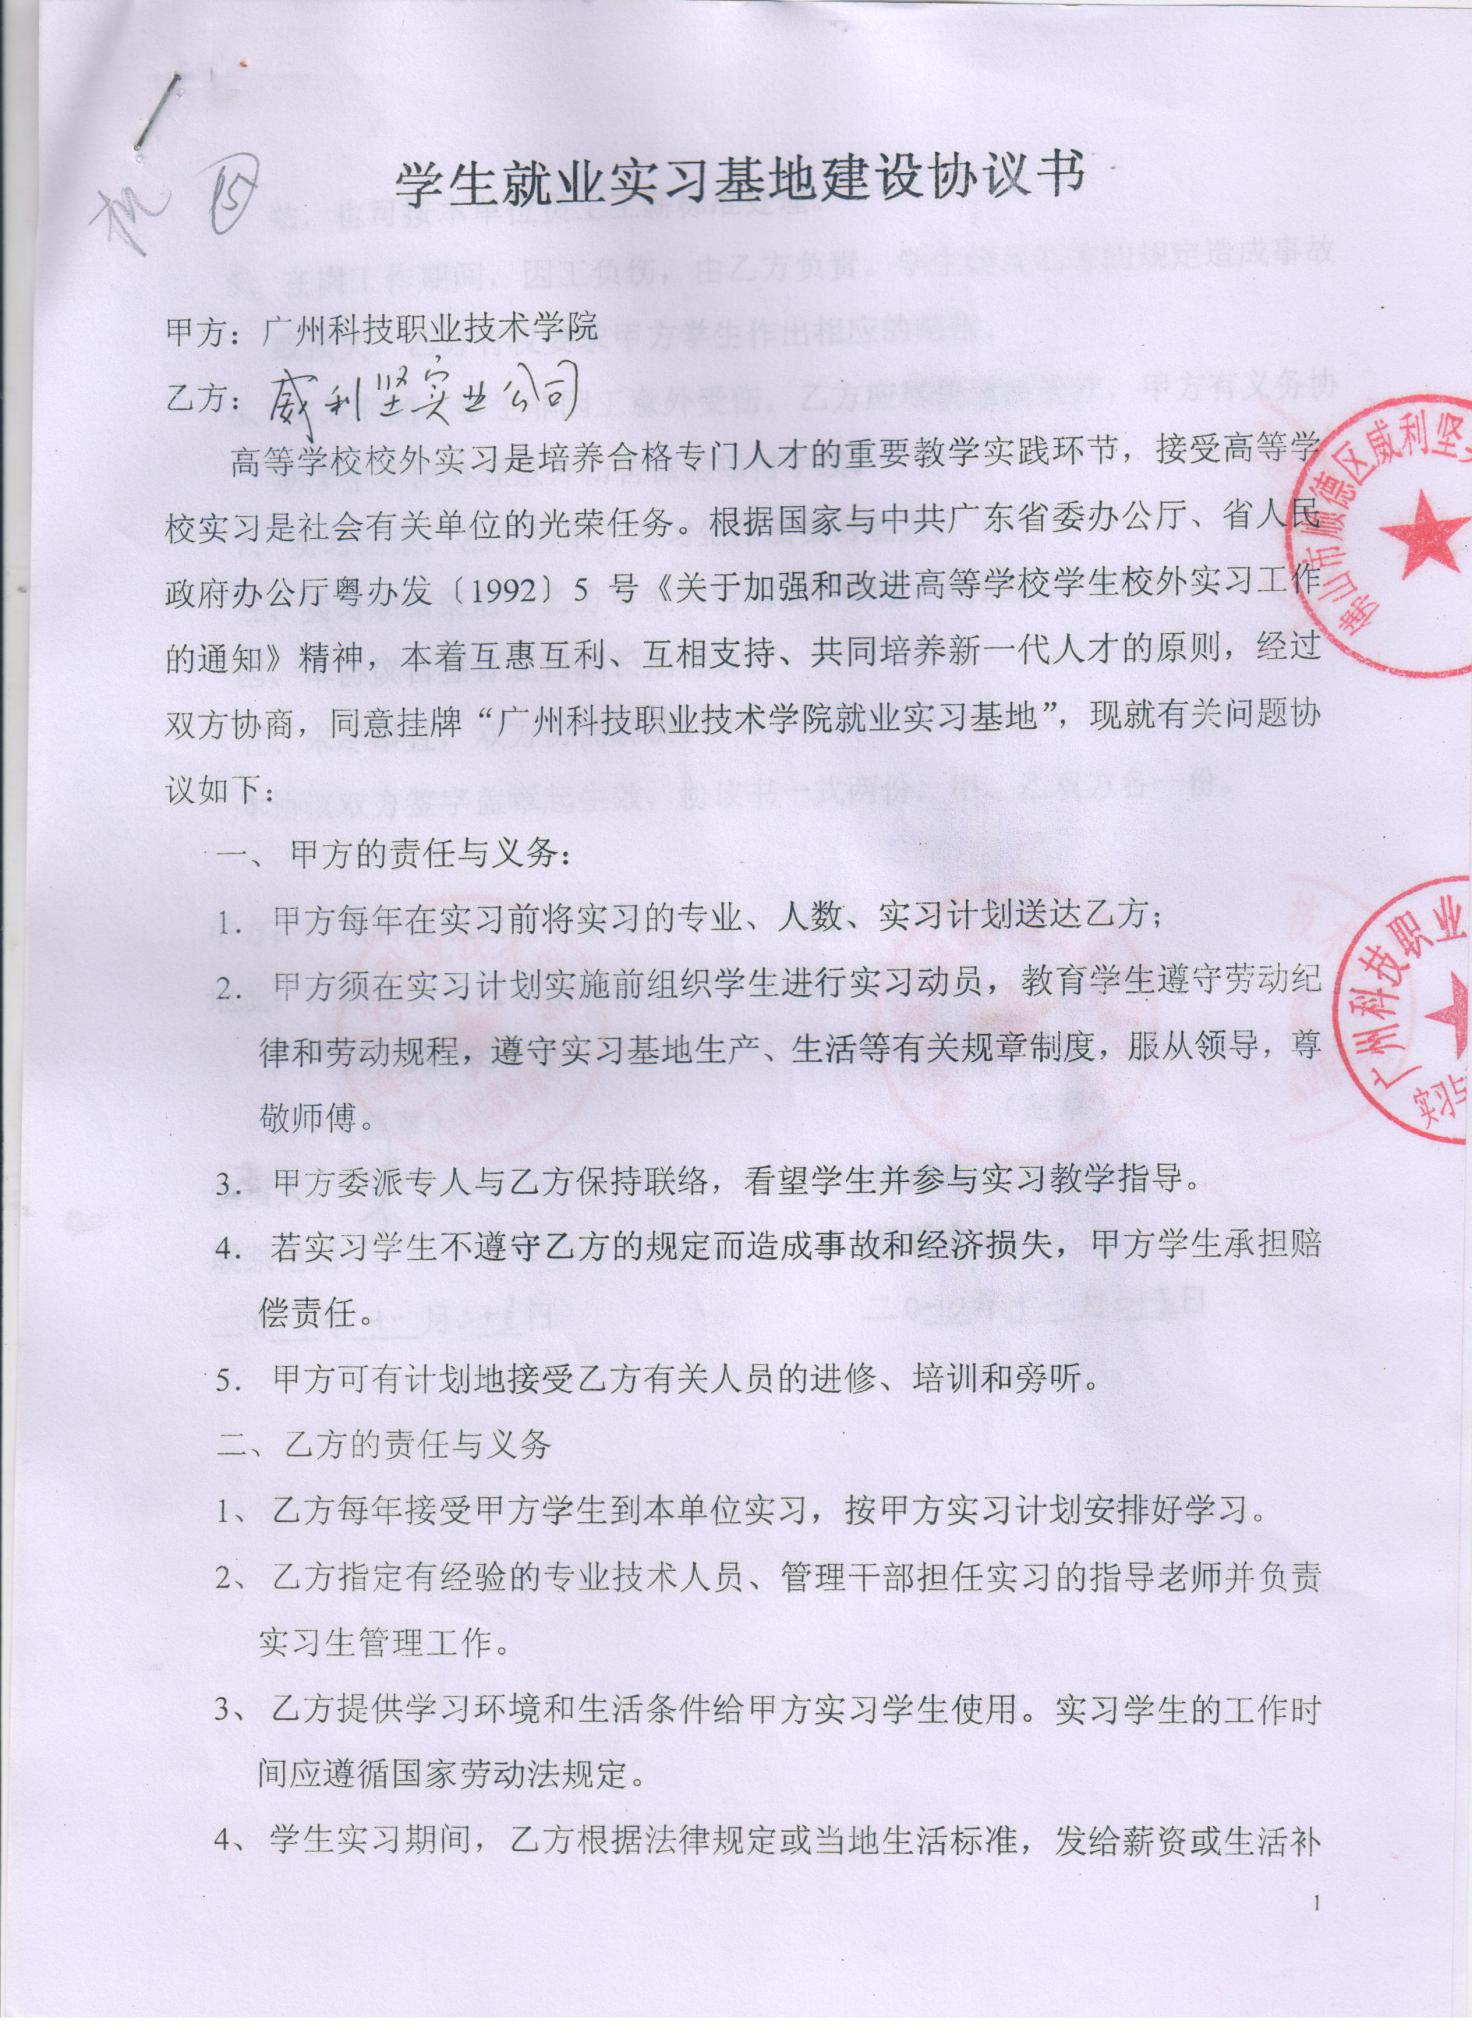 机 15
学生就业实习基地建设协议书
甲方：广州科技职业技术学院
乙方：威利坚实业公司
高等学校校外实习是培养合格专门人才的重要教学实践环节，接受高等学
校实习是社会有关单位的光荣任务。根据国家与中共广东省委办公厅、省人民
政府办公厅粤办发〔1992〕5 号《关于加强和改进高等学校学生校外实习工作
的通知》精神，本着互惠互利、互相支持、共同培养新一代人才的原则，经过
双方协商，同意挂牌“广州科技职业技术学院就业实习基地”，现就有关问题协
议如下：
一、 甲方的责任与义务：
1． 甲方每年在实习前将实习的专业、人数、实习计划送达乙方；
2． 甲方须在实习计划实施前组织学生进行实习动员，教育学生遵守劳动纪
律和劳动规程，遵守实习基地生产、生活等有关规章制度，服从领导，尊
敬师傅。
3． 甲方委派专人与乙方保持联络，看望学生并参与实习教学指导。
4． 若实习学生不遵守乙方的规定而造成事故和经济损失，甲方学生承担赔
偿责任。
5． 甲方可有计划地接受乙方有关人员的进修、培训和旁听。
二、乙方的责任与义务
1、 乙方每年接受甲方学生到本单位实习，按甲方实习计划安排好学习。
2、 乙方指定有经验的专业技术人员、管理干部担任实习的指导老师并负责
实习生管理工作。
3、 乙方提供学习环境和生活条件给甲方实习学生使用。实习学生的工作时
间应遵循国家劳动法规定。
4、 学生实习期间，乙方根据法律规定或当地生活标准，发给薪资或生活补
1
佛山市顺德区威利坚
广州科技职业
实习与